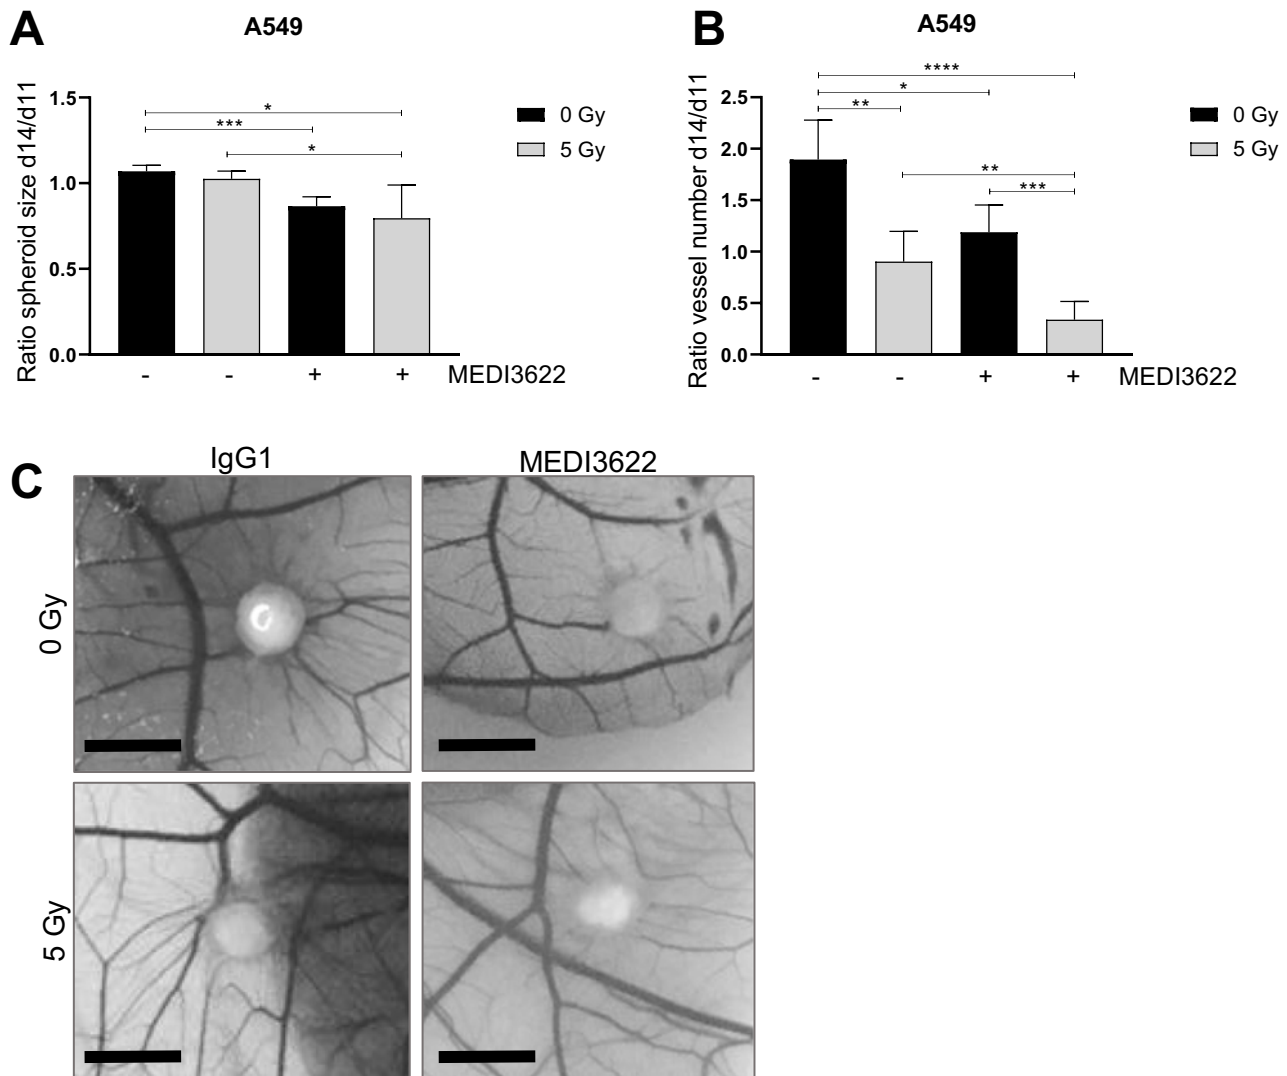 A
A549
Ratio spheroid size d14/d11
1.5
1.0
0.5
0.0
*
***
*
0 Gy
5 Gy
- - + + MEDI3622
B
A549
Ratio vessel number d14/d11
2.5
2.0
1.5
1.0
0.5
0.0
****
*
**
**
***
0 Gy
5 Gy
- - + + MEDI3622
C
IgG1 MEDI3622
0 Gy
5 Gy